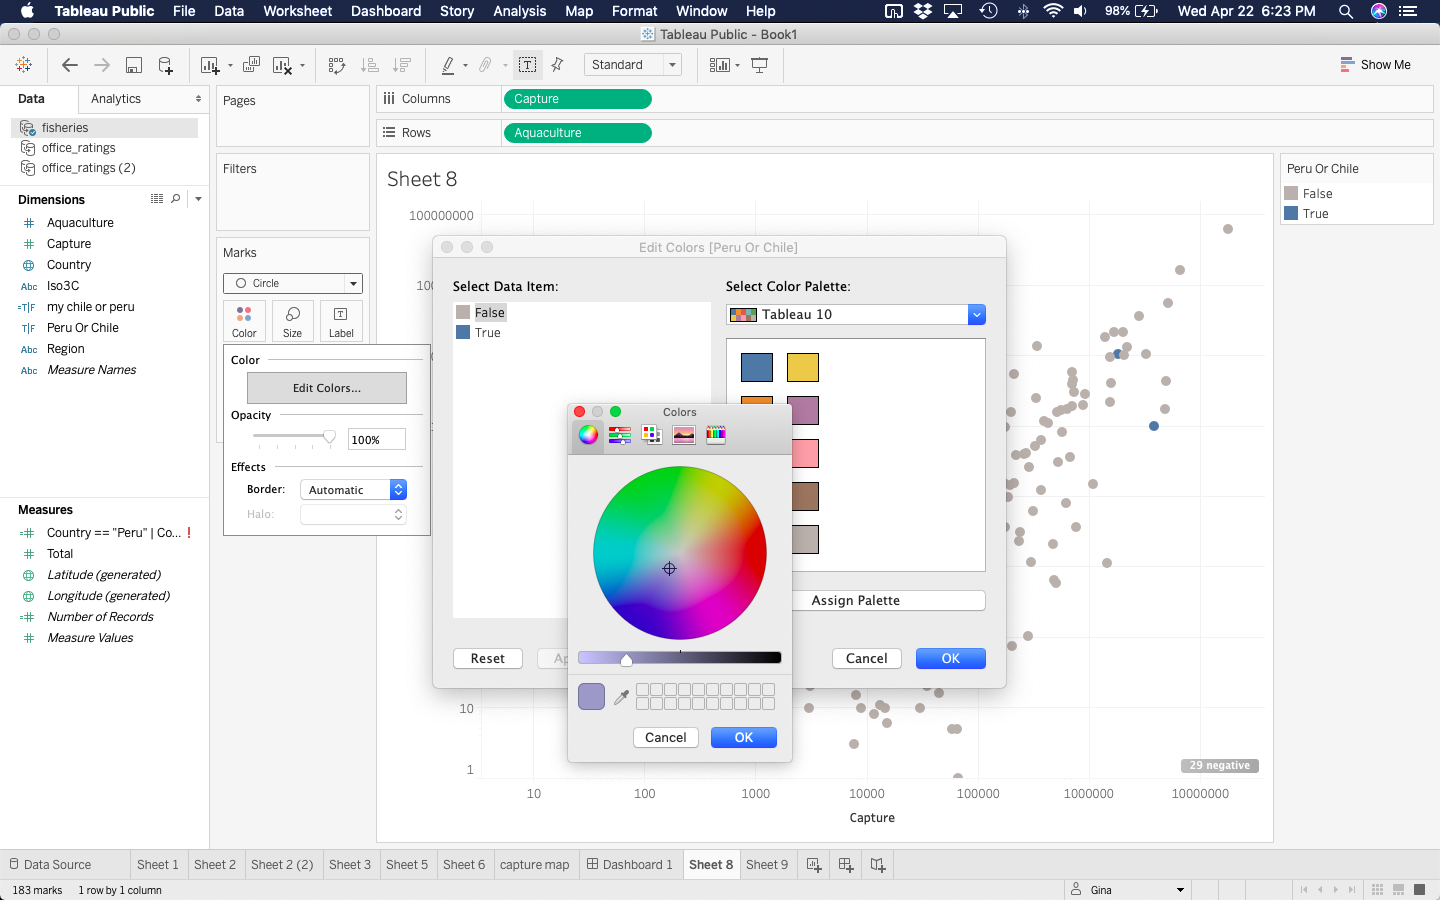 Tableau Public File Data Worksheet Dashboard Story Analysis Map Format Window Help 98% Wed Apr 22 6:23 PM
Tableau Public - Book1
Standard Show Me
Data Analytics
fisheries
office_ratings
office_ratings (2)
Dimensions
Aquaculture
Capture
Country
Abc Iso3C
=T|F my chile or peru
T|F Peru Or Chile
Abc Region
Abc Measure Names
Measures
Country == "Peru" | Co... !
Total
Latitude (generated)
Longitude (generated)
Number of Records
Measure Values
Pages
Filters
Marks
Circle
Color Size Label
Color
Edit Colors...
Opacity
100%
Effects
Border: Automatic
Halo:
Columns Capture
Rows Aquaculture
Sheet 8
100000000
10
1
10 100 1000 10000 100000 1000000 10000000
Capture
29 negative
Peru Or Chile
False
True
Edit Colors [Peru Or Chile]
Select Data Item:
False
True
Select Color Palette:
Tableau 10
Assign Palette
Reset Ap Cancel OK
Colors
Cancel OK
Data Source Sheet 1 Sheet 2 Sheet 2 (2) Sheet 3 Sheet 5 Sheet 6 capture map Dashboard 1 Sheet 8 Sheet 9
183 marks 1 row by 1 column Gina